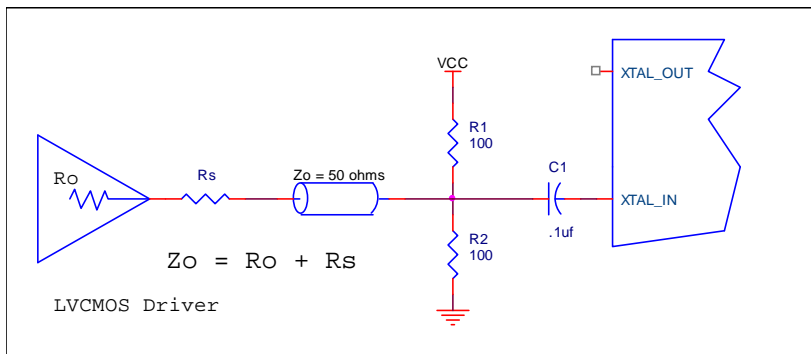 VCC
XTAL_OUT
R1
100
C1
Ro
Rs
Zo = 50 ohms
XTAL_IN
.1uf
R2
100
Zo = Ro + Rs
LVCMOS Driver